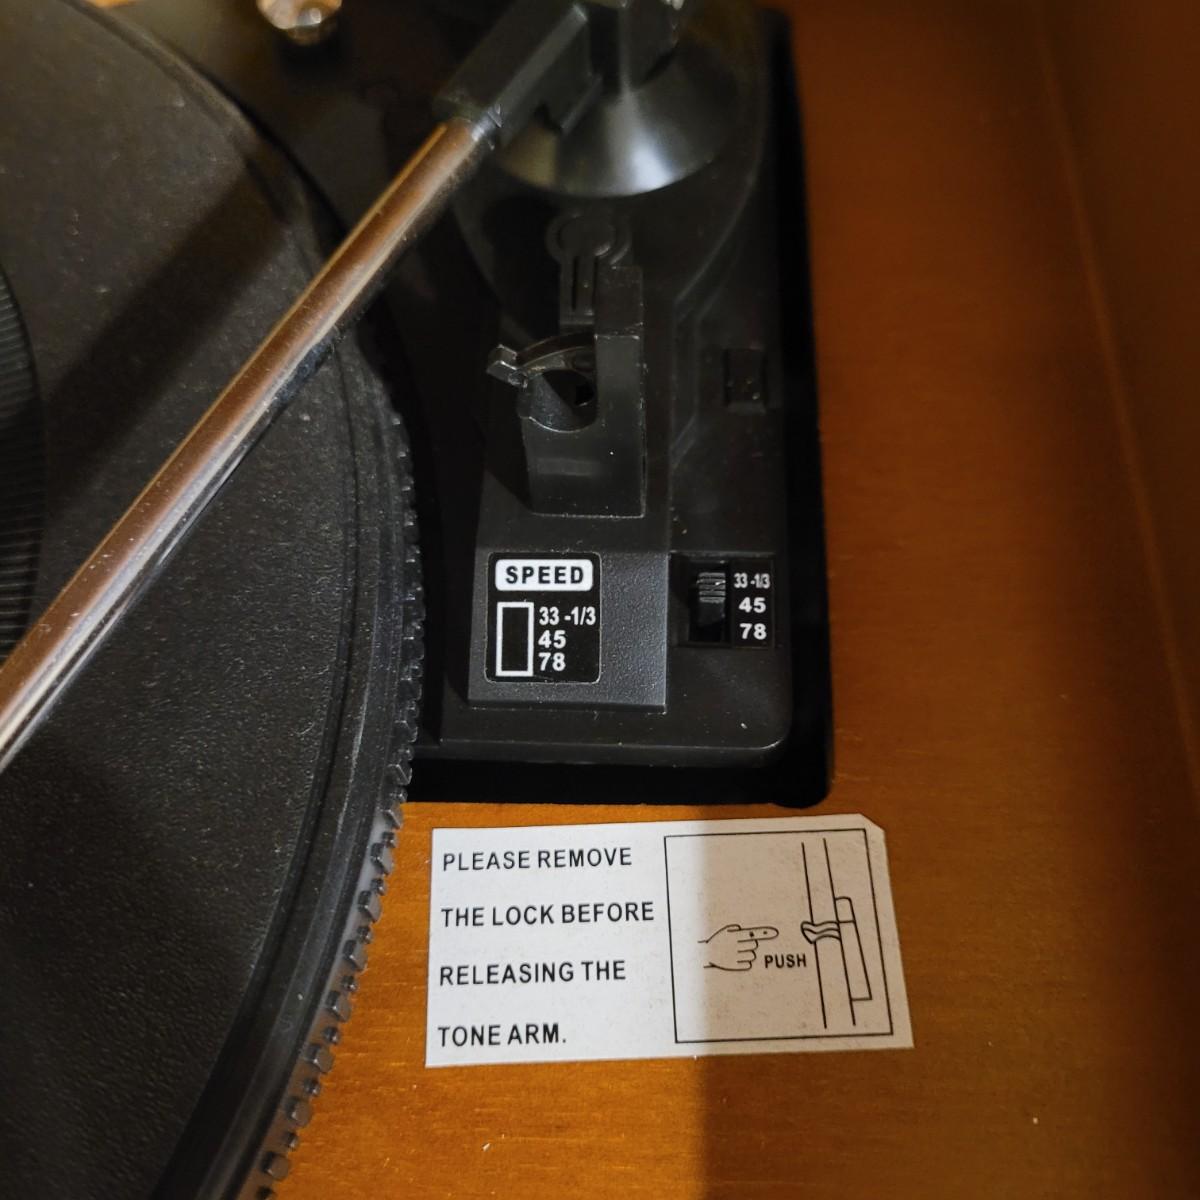 SPEED
33 -1/3
45
78
33 -1/3
45
78
PLEASE REMOVE
THE LOCK BEFORE
RELEASING THE
TONE ARM.
PUSH